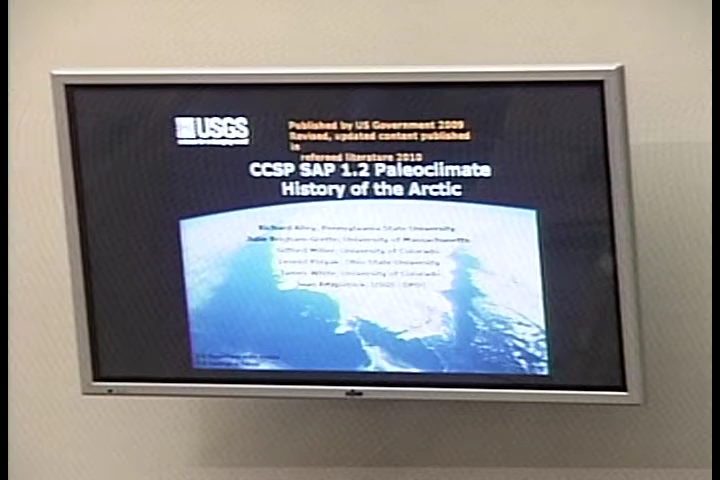 USGS
Published by US Government 2009
Revised, updated content published
in
refereed literature 2010
CCSP SAP 1.2 Paleoclimate
History of the Arctic
Richard Alley, Pennsylvania State University
Julie Brigham-Grette, University of Massachusetts
Gifford Miller, University of Colorado
Leonid Polyak, Ohio State University
James White, University of Colorado
Joan Fitzpatrick, USGS